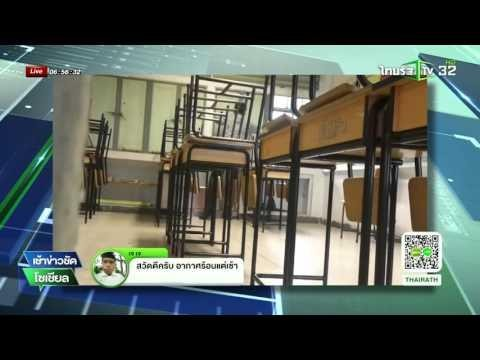 Live 06:56:32
ไทยรัฐ TV 32 HD
เช้าข่าวชัด
โซเชียล
สวัดดีครับ อากาศร้อนแต่เช้า
THAIRATH